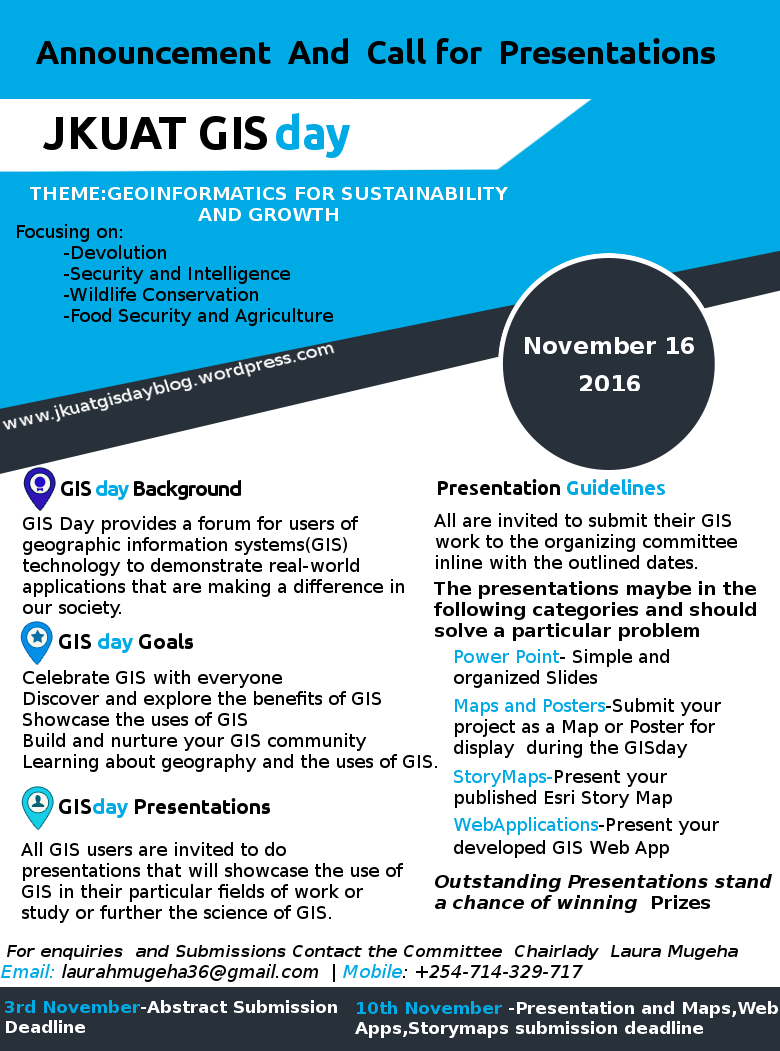 Announcement And Call for Presentations
JKUAT GIS day
THEME:GEOINFORMATICS FOR SUSTAINABILITY
AND GROWTH
Focusing on:
-Devolution
-Security and Intelligence
-Wildlife Conservation
-Food Security and Agriculture
www.jkuatgisdayblog.wordpress.com
November 16
2016
GIS day Background
GIS Day provides a forum for users of
geographic information systems(GIS)
technology to demonstrate real-world
applications that are making a difference in
our society.
GIS day Goals
Celebrate GIS with everyone
Discover and explore the benefits of GIS
Showcase the uses of GIS
Build and nurture your GIS community
Learning about geography and the uses of GIS.
GISday Presentations
All GIS users are invited to do
presentations that will showcase the use of
GIS in their particular fields of work or
study or further the science of GIS.
Presentation Guidelines
All are invited to submit their GIS
work to the organizing committee
inline with the outlined dates.
The presentations maybe in the
following categories and should
solve a particular problem
Power Point- Simple and
organized Slides
Maps and Posters-Submit your
project as a Map or Poster for
display during the GISday
StoryMaps-Present your
published Esri Story Map
WebApplications-Present your
developed GIS Web App
Outstanding Presentations stand
a chance of winning Prizes
For enquiries and Submissions Contact the Committee Chairlady Laura Mugeha
Email: laurahmugeha36@gmail.com | Mobile: +254-714-329-717
3rd November-Abstract Submission
Deadline
10th November -Presentation and Maps,Web
Apps,Storymaps submission deadline